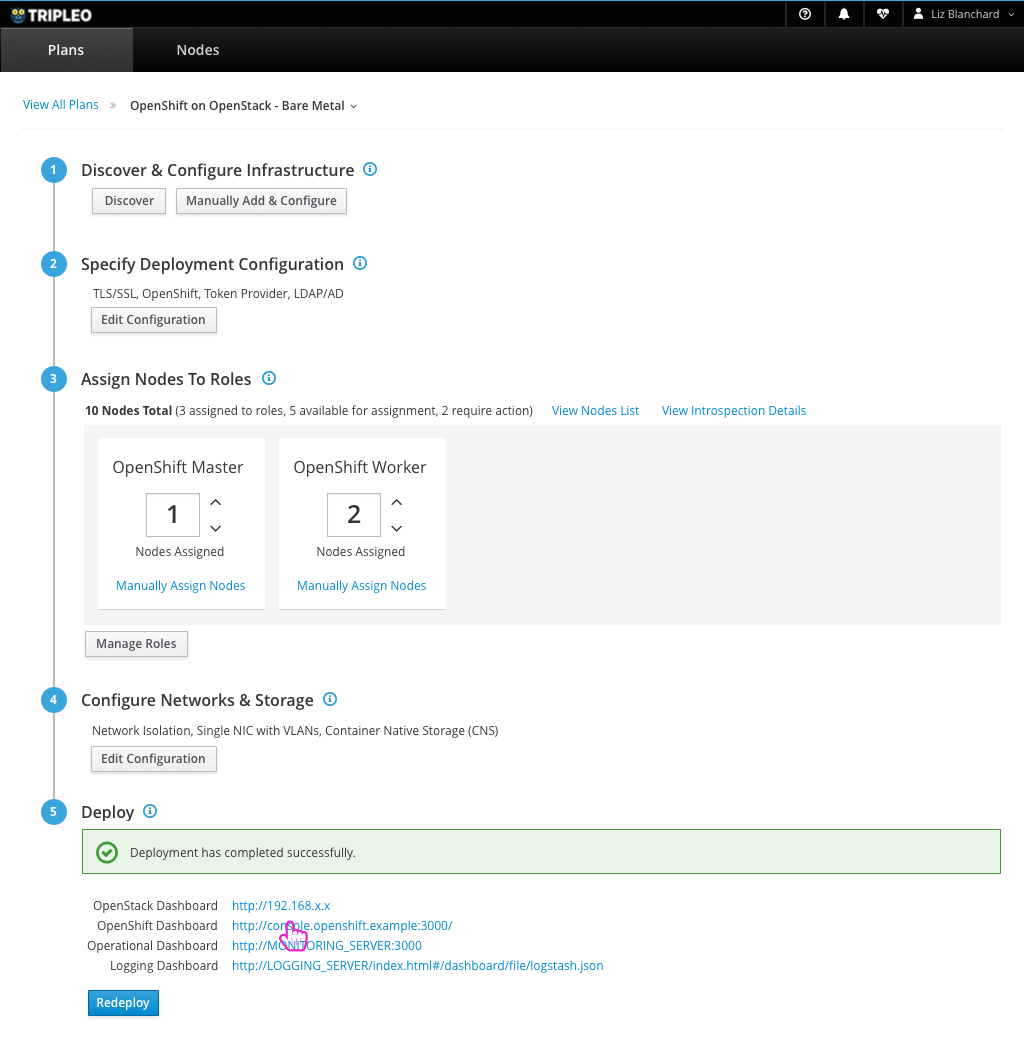 TRIPLEO
Liz Blanchard
Plans Nodes
View All Plans » OpenShift on OpenStack - Bare Metal
1 Discover & Configure Infrastructure
Discover Manually Add & Configure
2 Specify Deployment Configuration
TLS/SSL, OpenShift, Token Provider, LDAP/AD
Edit Configuration
3 Assign Nodes To Roles
10 Nodes Total (3 assigned to roles, 5 available for assignment, 2 require action) View Nodes List View Introspection Details
OpenShift Master OpenShift Worker
1 2
Nodes Assigned Nodes Assigned
Manually Assign Nodes Manually Assign Nodes
Manage Roles
4 Configure Networks & Storage
Network Isolation, Single NIC with VLANs, Container Native Storage (CNS)
Edit Configuration
5 Deploy
Deployment has completed successfully.
OpenStack Dashboard http://192.168.x.x
OpenShift Dashboard http://console.openshift.example:3000/
Operational Dashboard http://MONITORING_SERVER:3000
Logging Dashboard http://LOGGING_SERVER/index.html#/dashboard/file/logstash.json
Redeploy